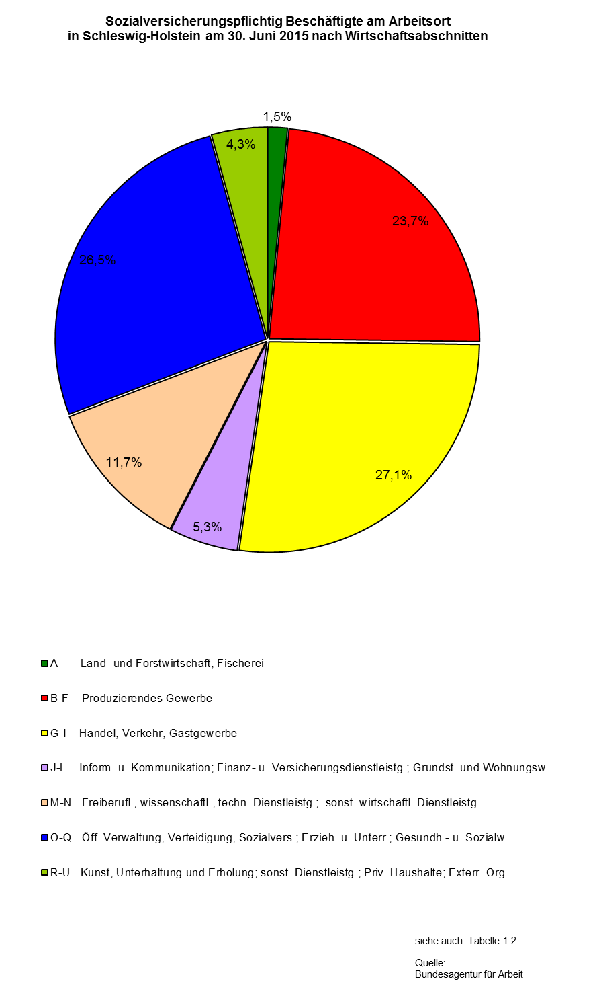 Sozialversicherungspflichtig Beschäftigte am Arbeitsort
in Schleswig-Holstein am 30. Juni 2015 nach Wirtschaftsabschnitten
1,5%
4,3%
23,7%
26,5%
11,7%
27,1%
5,3%
A Land- und Forstwirtschaft, Fischerei
B-F Produzierendes Gewerbe
G-I Handel, Verkehr, Gastgewerbe
J-L Inform. u. Kommunikation; Finanz- u. Versicherungsdienstleistg.; Grundst. und Wohnungsw.
M-N Freiberufl., wissenschaftl., techn. Dienstleistg.; sonst. wirtschaftl. Dienstleistg.
O-Q Öff. Verwaltung, Verteidigung, Sozialvers.; Erzieh. u. Unterr.; Gesundh.- u. Sozialw.
R-U Kunst, Unterhaltung und Erholung; sonst. Dienstleistg.; Priv. Haushalte; Exterr. Org.
siehe auch Tabelle 1.2
Quelle:
Bundesagentur für Arbeit